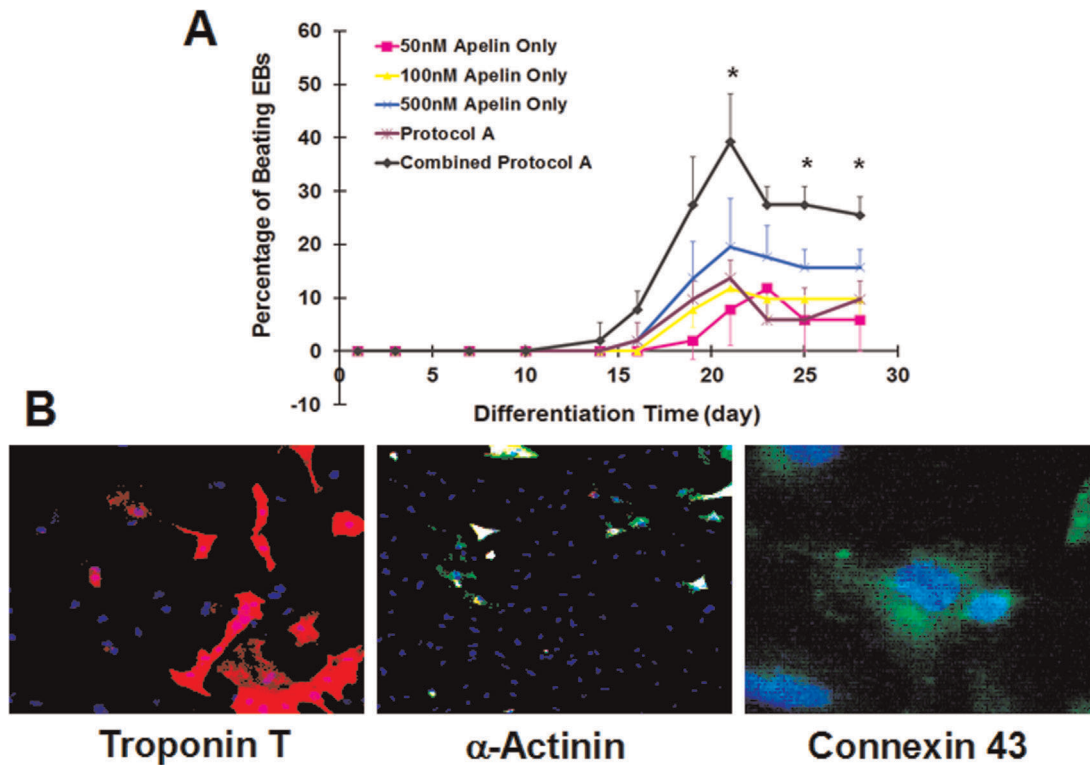 A
Percentage of Beating EBs
60
50
40
30
20
10
0
-10
50nM Apelin Only
100nM Apelin Only
500nM Apelin Only
Protocol A
Combined Protocol A
*
* *
0 5 10 15 20 25 30
Differentiation Time (day)
B
Troponin T
α-Actinin
Connexin 43